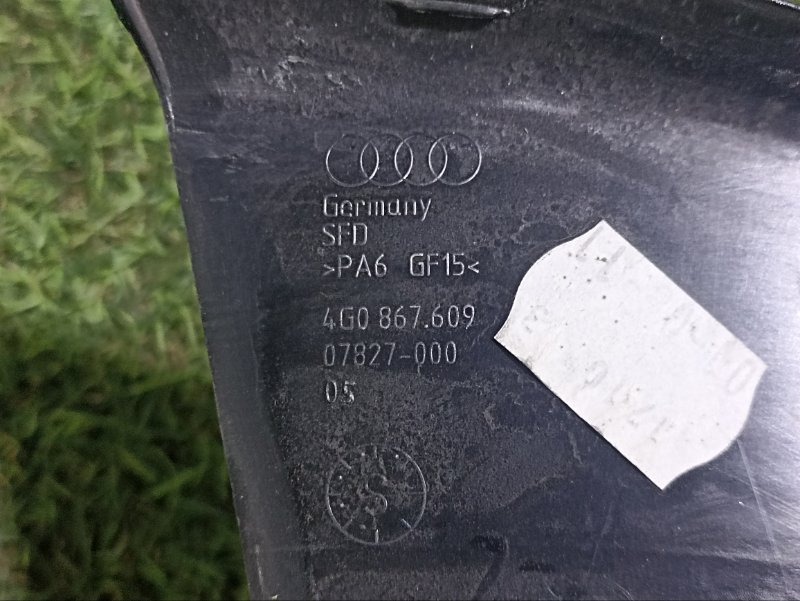 Germany
SFD
>PA6 GF15<
4G0 867.609
07827-000
05
S